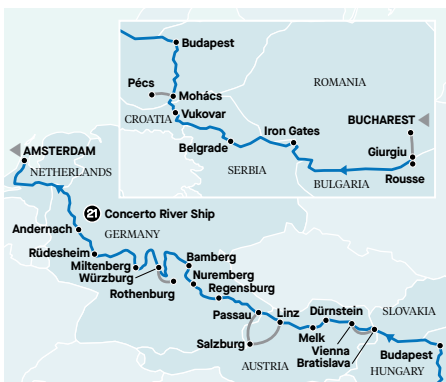 Budapest
ROMANIA
Pécs
Mohács
BUCHAREST
CROATIA
Vukovar
Iron Gates
Belgrade
Giurgiu
SERBIA
BULGARIA
Rousse
AMSTERDAM
NETHERLANDS
21 Concerto River Ship
Andernach
GERMANY
Rüdesheim
Bamberg
Miltenberg
Würzburg
Nuremberg
Rothenburg
Regensburg
Passau
Linz
Dürnstein
SLOVAKIA
Salzburg
Melk
Vienna
Bratislava
Budapest
AUSTRIA
HUNGARY